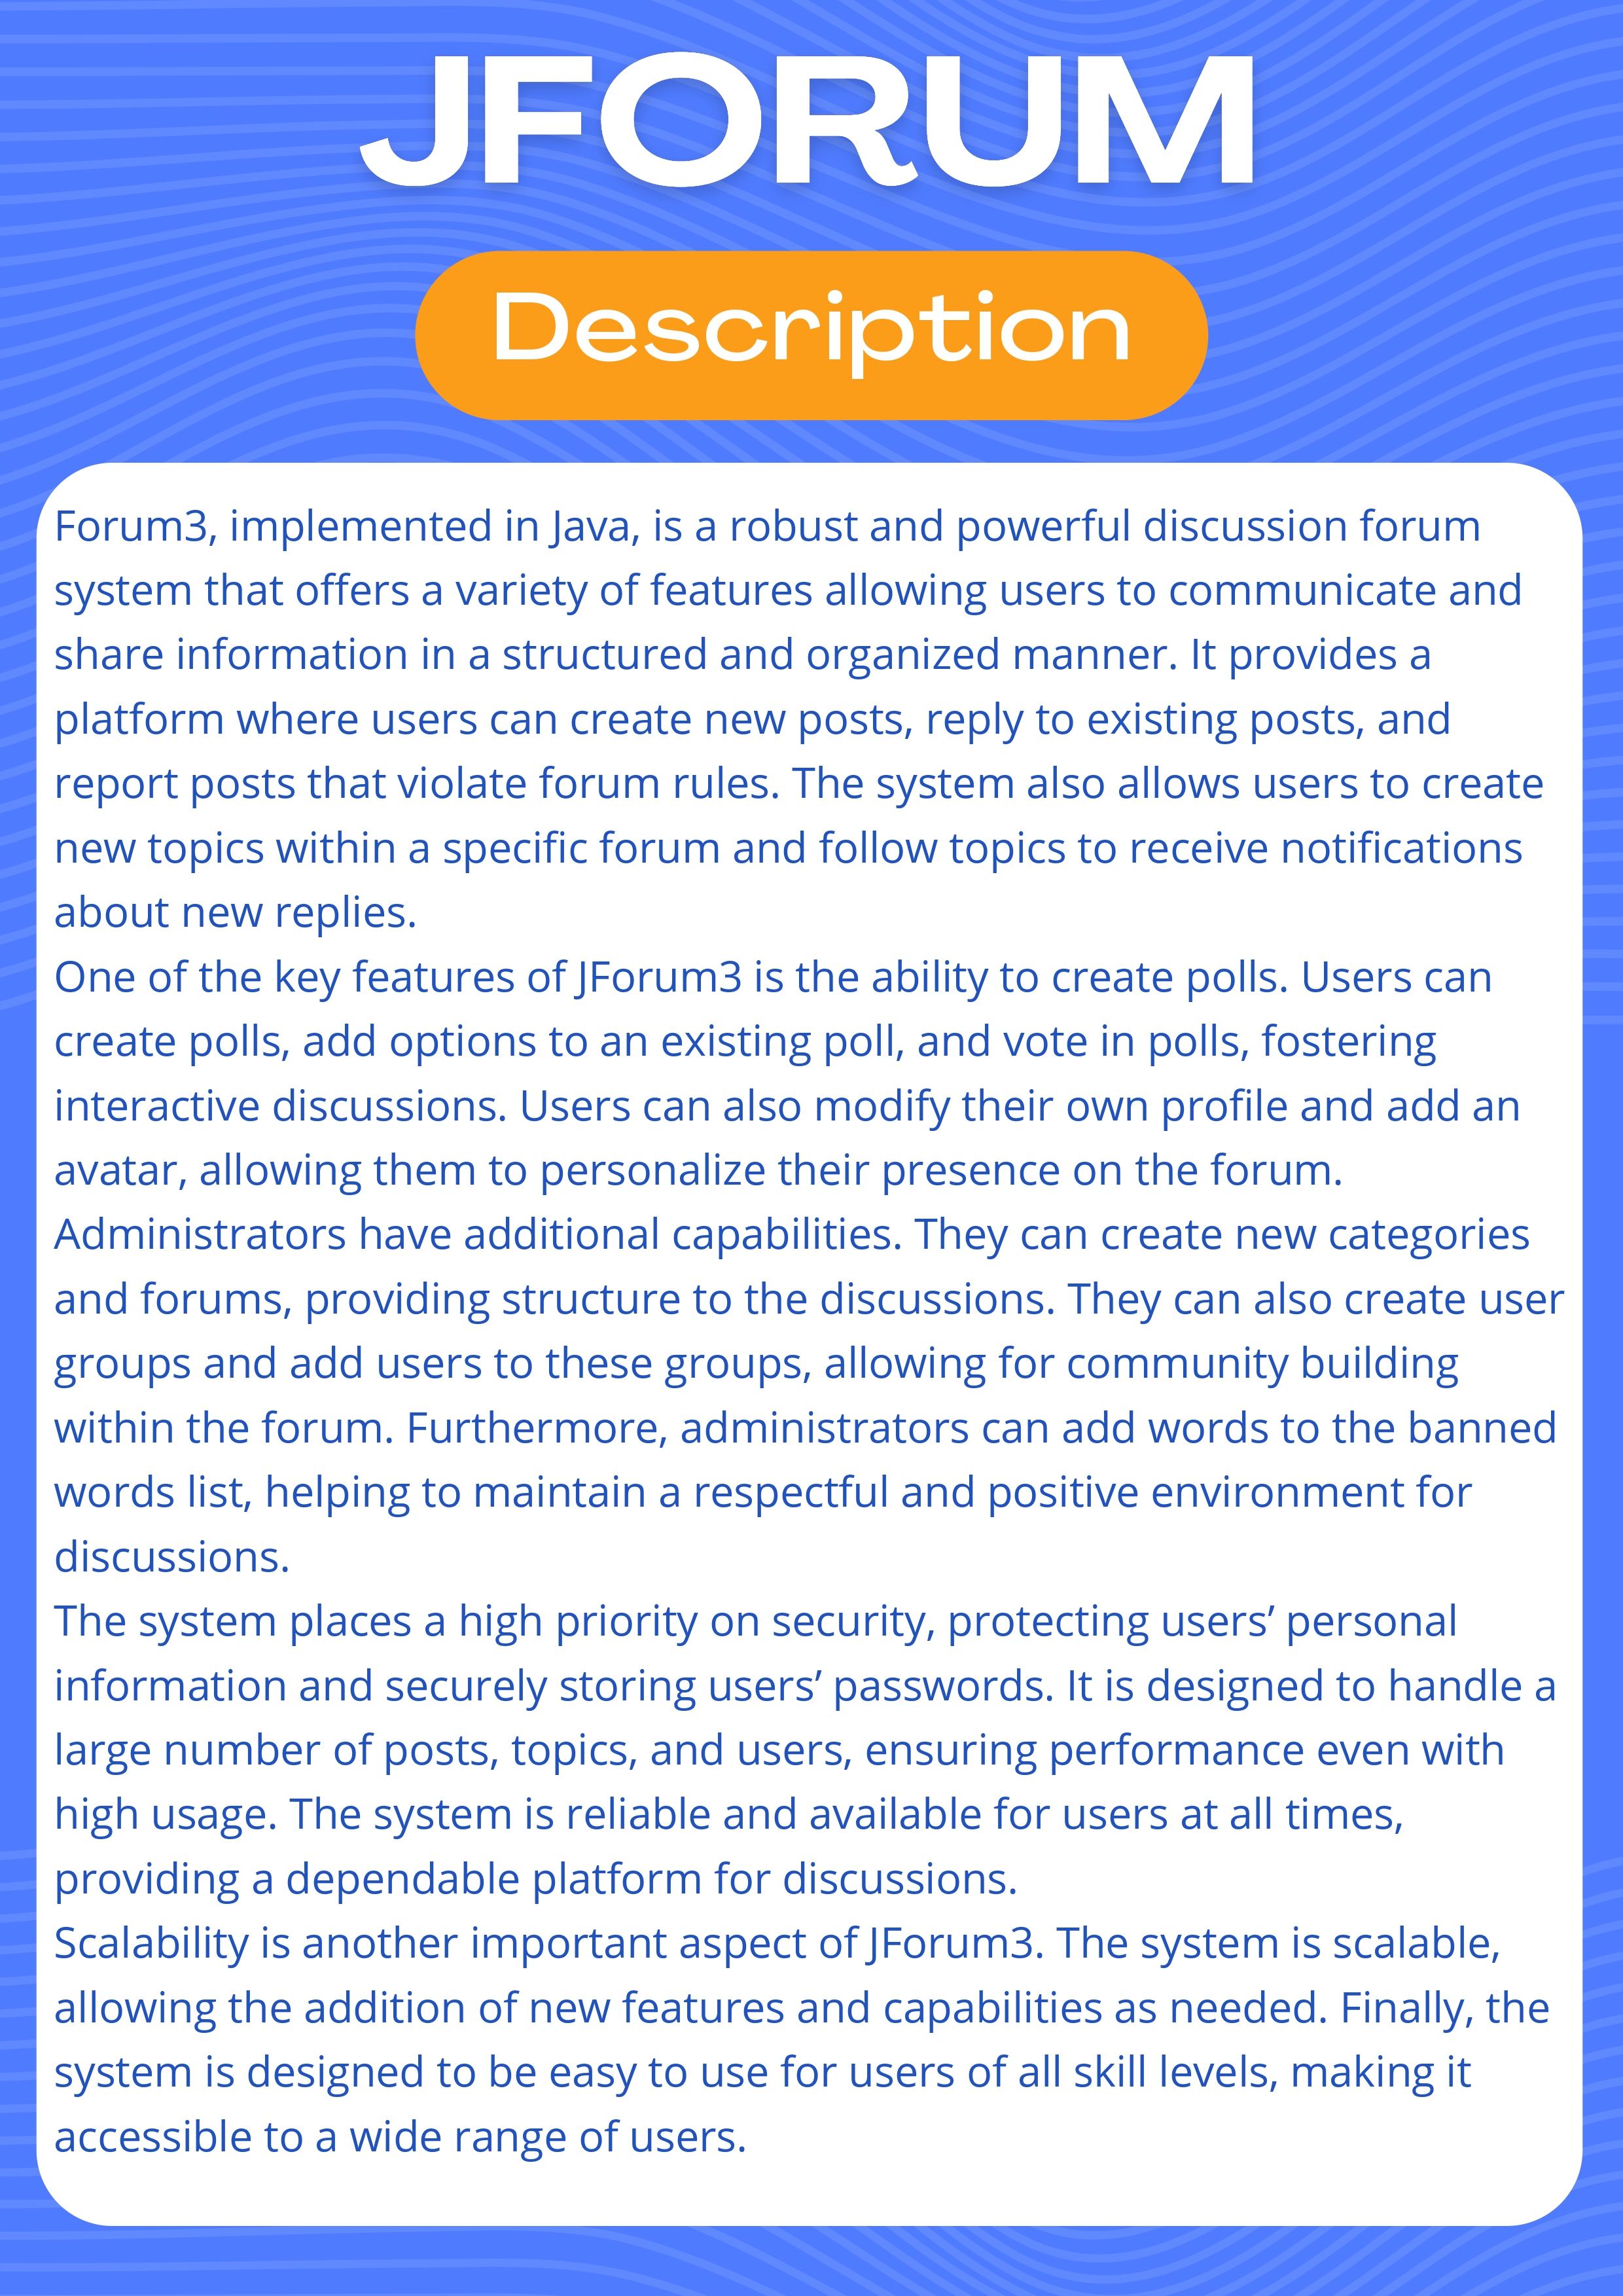 JFORUM
Description
Forum3, implemented in Java, is a robust and powerful discussion forum
system that offers a variety of features allowing users to communicate and
share information in a structured and organized manner. It provides a
platform where users can create new posts, reply to existing posts, and
report posts that violate forum rules. The system also allows users to create
new topics within a specific forum and follow topics to receive notifications
about new replies.
One of the key features of JForum3 is the ability to create polls. Users can
create polls, add options to an existing poll, and vote in polls, fostering
interactive discussions. Users can also modify their own profile and add an
avatar, allowing them to personalize their presence on the forum.
Administrators have additional capabilities. They can create new categories
and forums, providing structure to the discussions. They can also create user
groups and add users to these groups, allowing for community building
within the forum. Furthermore, administrators can add words to the banned
words list, helping to maintain a respectful and positive environment for
discussions.
The system places a high priority on security, protecting users’ personal
information and securely storing users’ passwords. It is designed to handle a
large number of posts, topics, and users, ensuring performance even with
high usage. The system is reliable and available for users at all times,
providing a dependable platform for discussions.
Scalability is another important aspect of JForum3. The system is scalable,
allowing the addition of new features and capabilities as needed. Finally, the
system is designed to be easy to use for users of all skill levels, making it
accessible to a wide range of users.